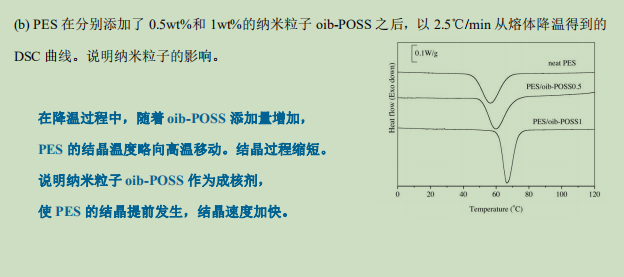 (b) PES 在分别添加了 0.5wt%和 1wt%的纳米粒子 oib-POSS 之后，以 2.5℃/min 从熔体降温得到的
DSC 曲线。说明纳米粒子的影响。
在降温过程中，随着 oib-POSS 添加量增加，
PES 的结晶温度略向高温移动。结晶过程缩短。
说明纳米粒子 oib-POSS 作为成核剂，
使 PES 的结晶提前发生，结晶速度加快。
0.1W/g
neat PES
PES/oib-POSS0.5
PES/oib-POSS1
Heat flow (Exo down)
0 20 40 60 80 100 120
Temperature (°C)